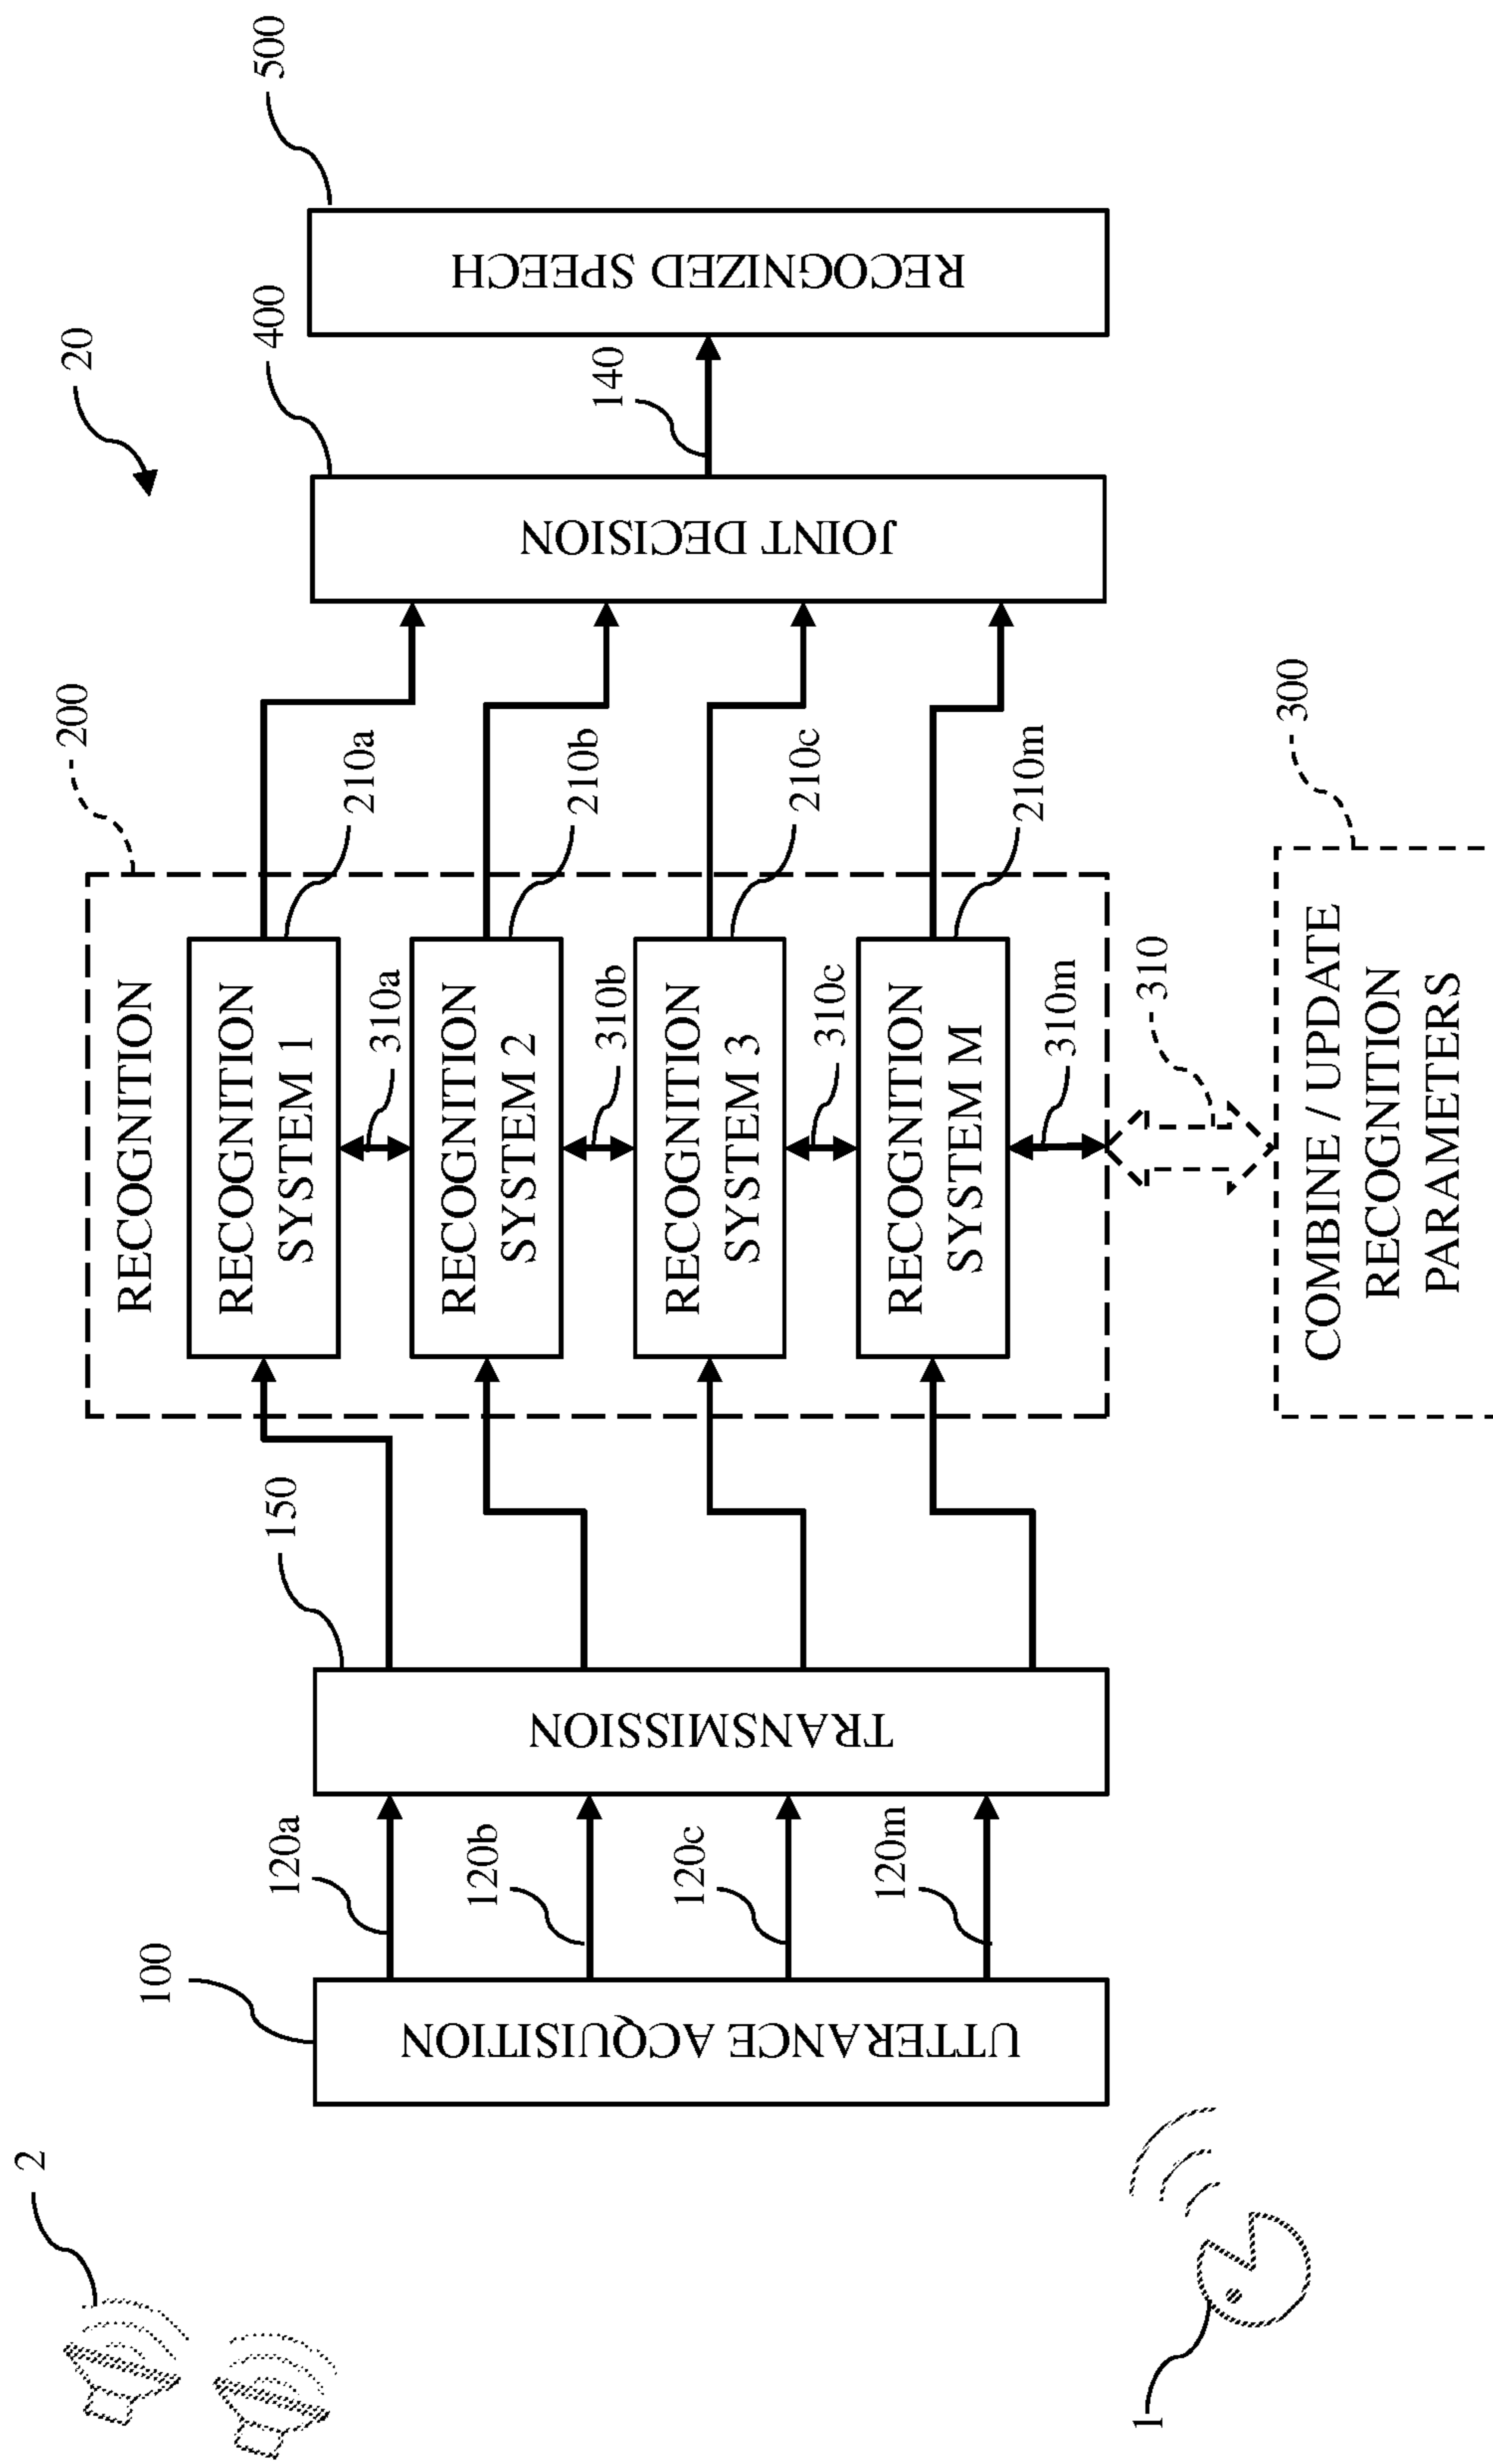 20
2
1
100
UTTERANCE ACQUISITION
120a
120b
120c
120m
150
TRANSMISSION
200
RECOGNITION
RECOGNITION
SYSTEM 1
210a
310a
RECOGNITION
SYSTEM 2
210b
310b
RECOGNITION
SYSTEM 3
210c
310c
RECOGNITION
SYSTEM M
210m
310m
310
300
COMBINE / UPDATE
RECOGNITION
PARAMETERS
400
JOINT DECISION
140
500
RECOGNIZED SPEECH